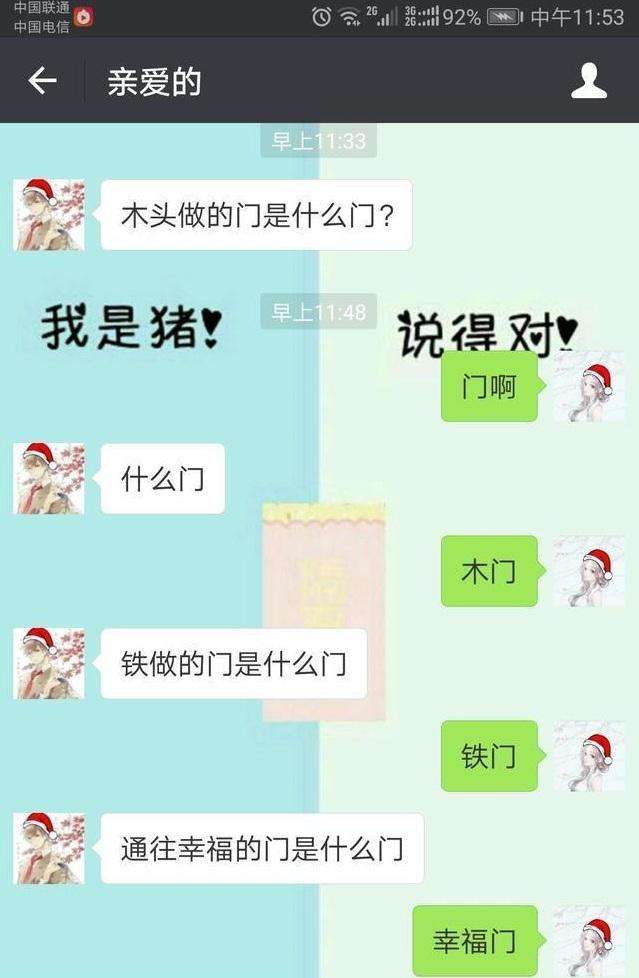 中国联通
中国电信
2G 3G 2G 92% 中午11:53
亲爱的
早上11:33
木头做的门是什么门?
早上11:48
我是猪
说得对
门啊
什么门
木门
铁做的门是什么门
铁门
通往幸福的门是什么门
幸福门